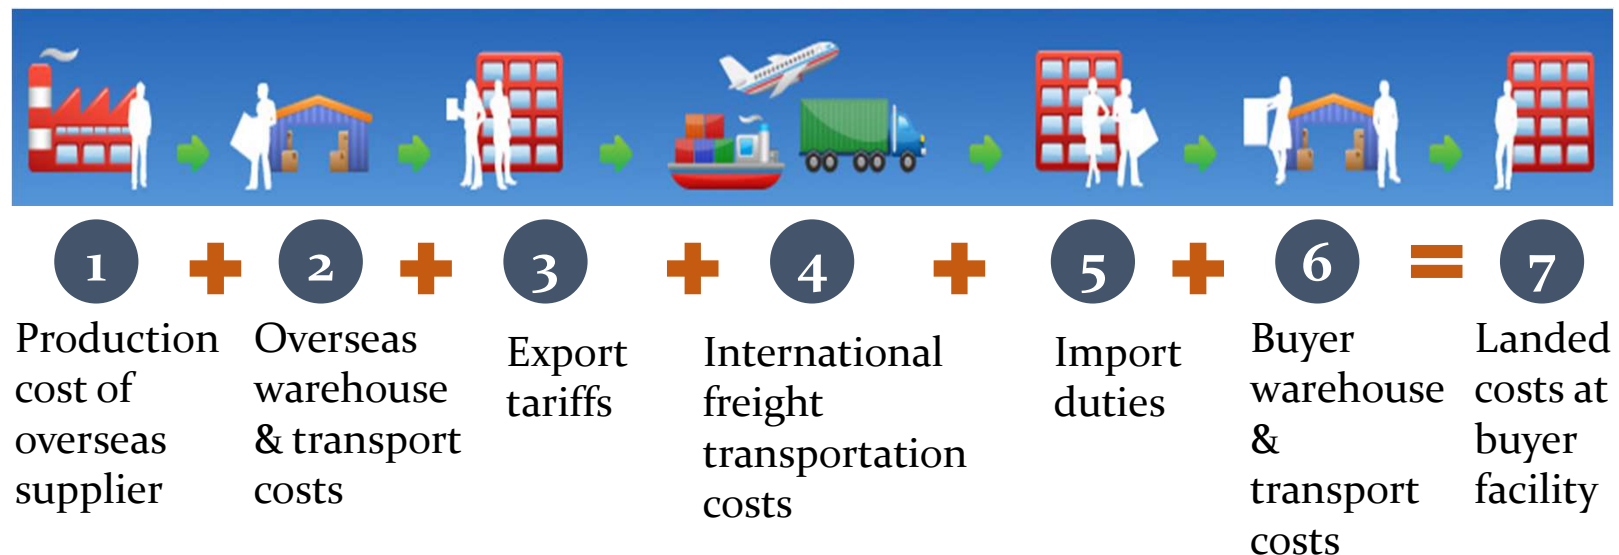 1 + 2 + 3 + 4 + 5 + 6 = 7
Production
cost of
overseas
supplier
Overseas
warehouse
& transport
costs
Export
tariffs
International
freight
transportation
costs
Import
duties
Buyer
warehouse
&
transport
costs
Landed
costs at
buyer
facility